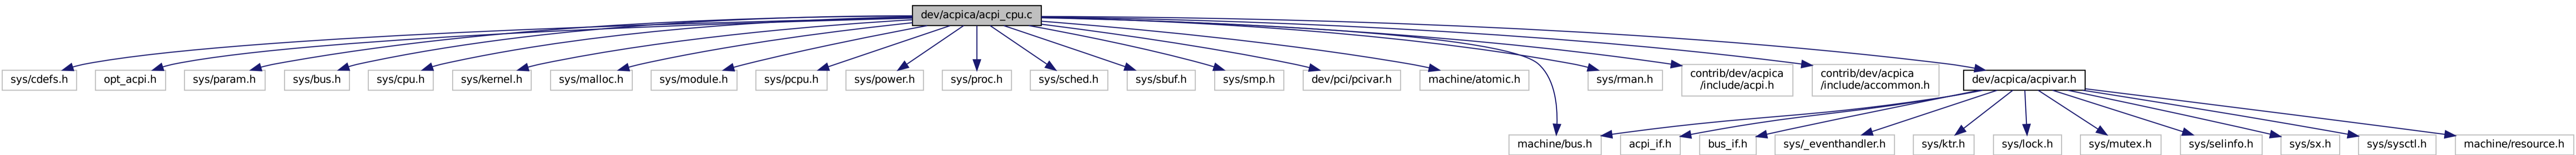 dev/acpica/acpi_cpu.c
sys/cdefs.h
opt_acpi.h
sys/param.h
sys/bus.h
sys/cpu.h
sys/kernel.h
sys/malloc.h
sys/module.h
sys/pcpu.h
sys/power.h
sys/proc.h
sys/sched.h
sys/sbuf.h
sys/smp.h
dev/pci/pcivar.h
machine/atomic.h
sys/rman.h
contrib/dev/acpica
/include/acpi.h
contrib/dev/acpica
/include/accommon.h
dev/acpica/acpivar.h
machine/bus.h
acpi_if.h
bus_if.h
sys/_eventhandler.h
sys/ktr.h
sys/lock.h
sys/mutex.h
sys/selinfo.h
sys/sx.h
sys/sysctl.h
machine/resource.h